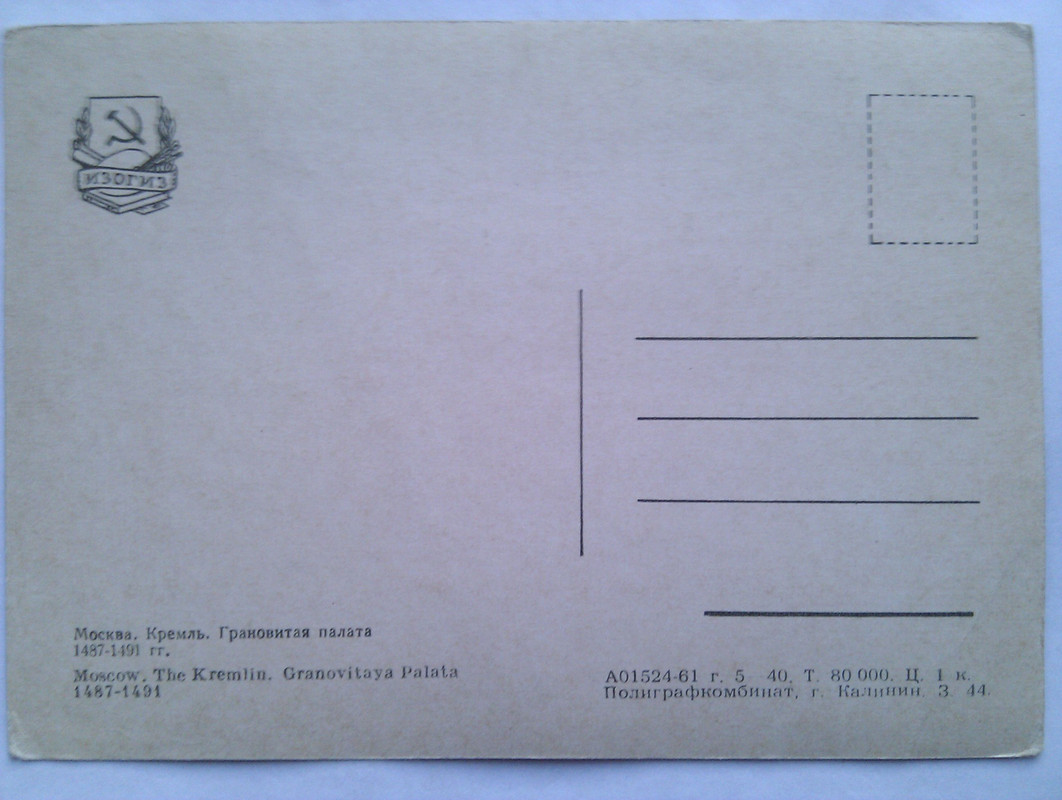 ИЗОГИЗ
Москва. Кремль. Грановитая палата
1487-1491 гг.
Moscow. The Kremlin. Granovitaya Palata
1487-1491
А01524-61 г. 5 40. Т. 80 000. Ц. 1 к.
Полиграфкомбинат, г. Калинин. З. 44.